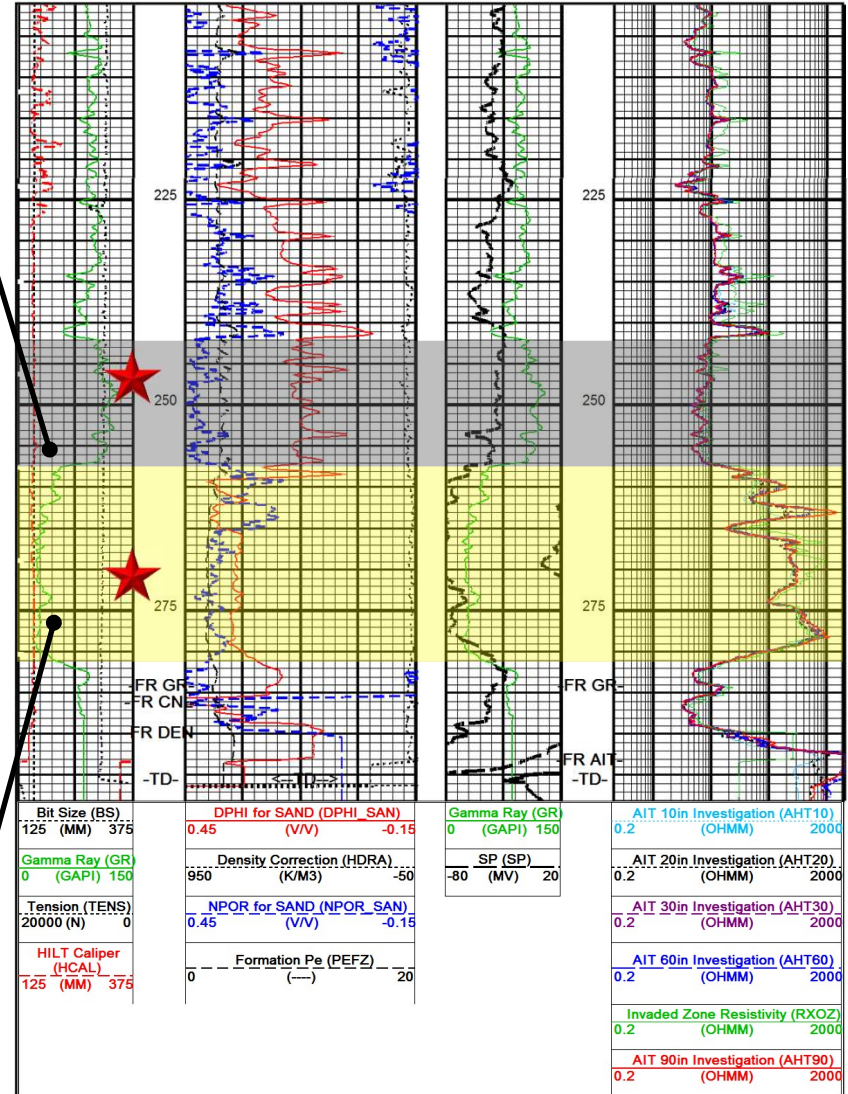 225
225
250
250
275
275
-FR GR-
-FR GR-
-FR CN-
FR DEN
-FR AIT-
-TD-
<--TD-->
-TD-
Bit Size (BS)
125 (MM) 375
Gamma Ray (GR)
0 (GAPI) 150
Tension (TENS)
20000 (N) 0
HILT Caliper
(HCAL)
125 (MM) 375
DPHI for SAND (DPHI_SAN)
0.45 (V/V) -0.15
Density Correction (HDRA)
950 (K/M3) -50
NPOR for SAND (NPOR_SAN)
0.45 (V/V) -0.15
Formation Pe (PEFZ)
0 (----) 20
Gamma Ray (GR)
0 (GAPI) 150
SP (SP)
-80 (MV) 20
AIT 10in Investigation (AHT10)
0.2 (OHMM) 2000
AIT 20in Investigation (AHT20)
0.2 (OHMM) 2000
AIT 30in Investigation (AHT30)
0.2 (OHMM) 2000
AIT 60in Investigation (AHT60)
0.2 (OHMM) 2000
Invaded Zone Resistivity (RXOZ)
0.2 (OHMM) 2000
AIT 90in Investigation (AHT90)
0.2 (OHMM) 2000